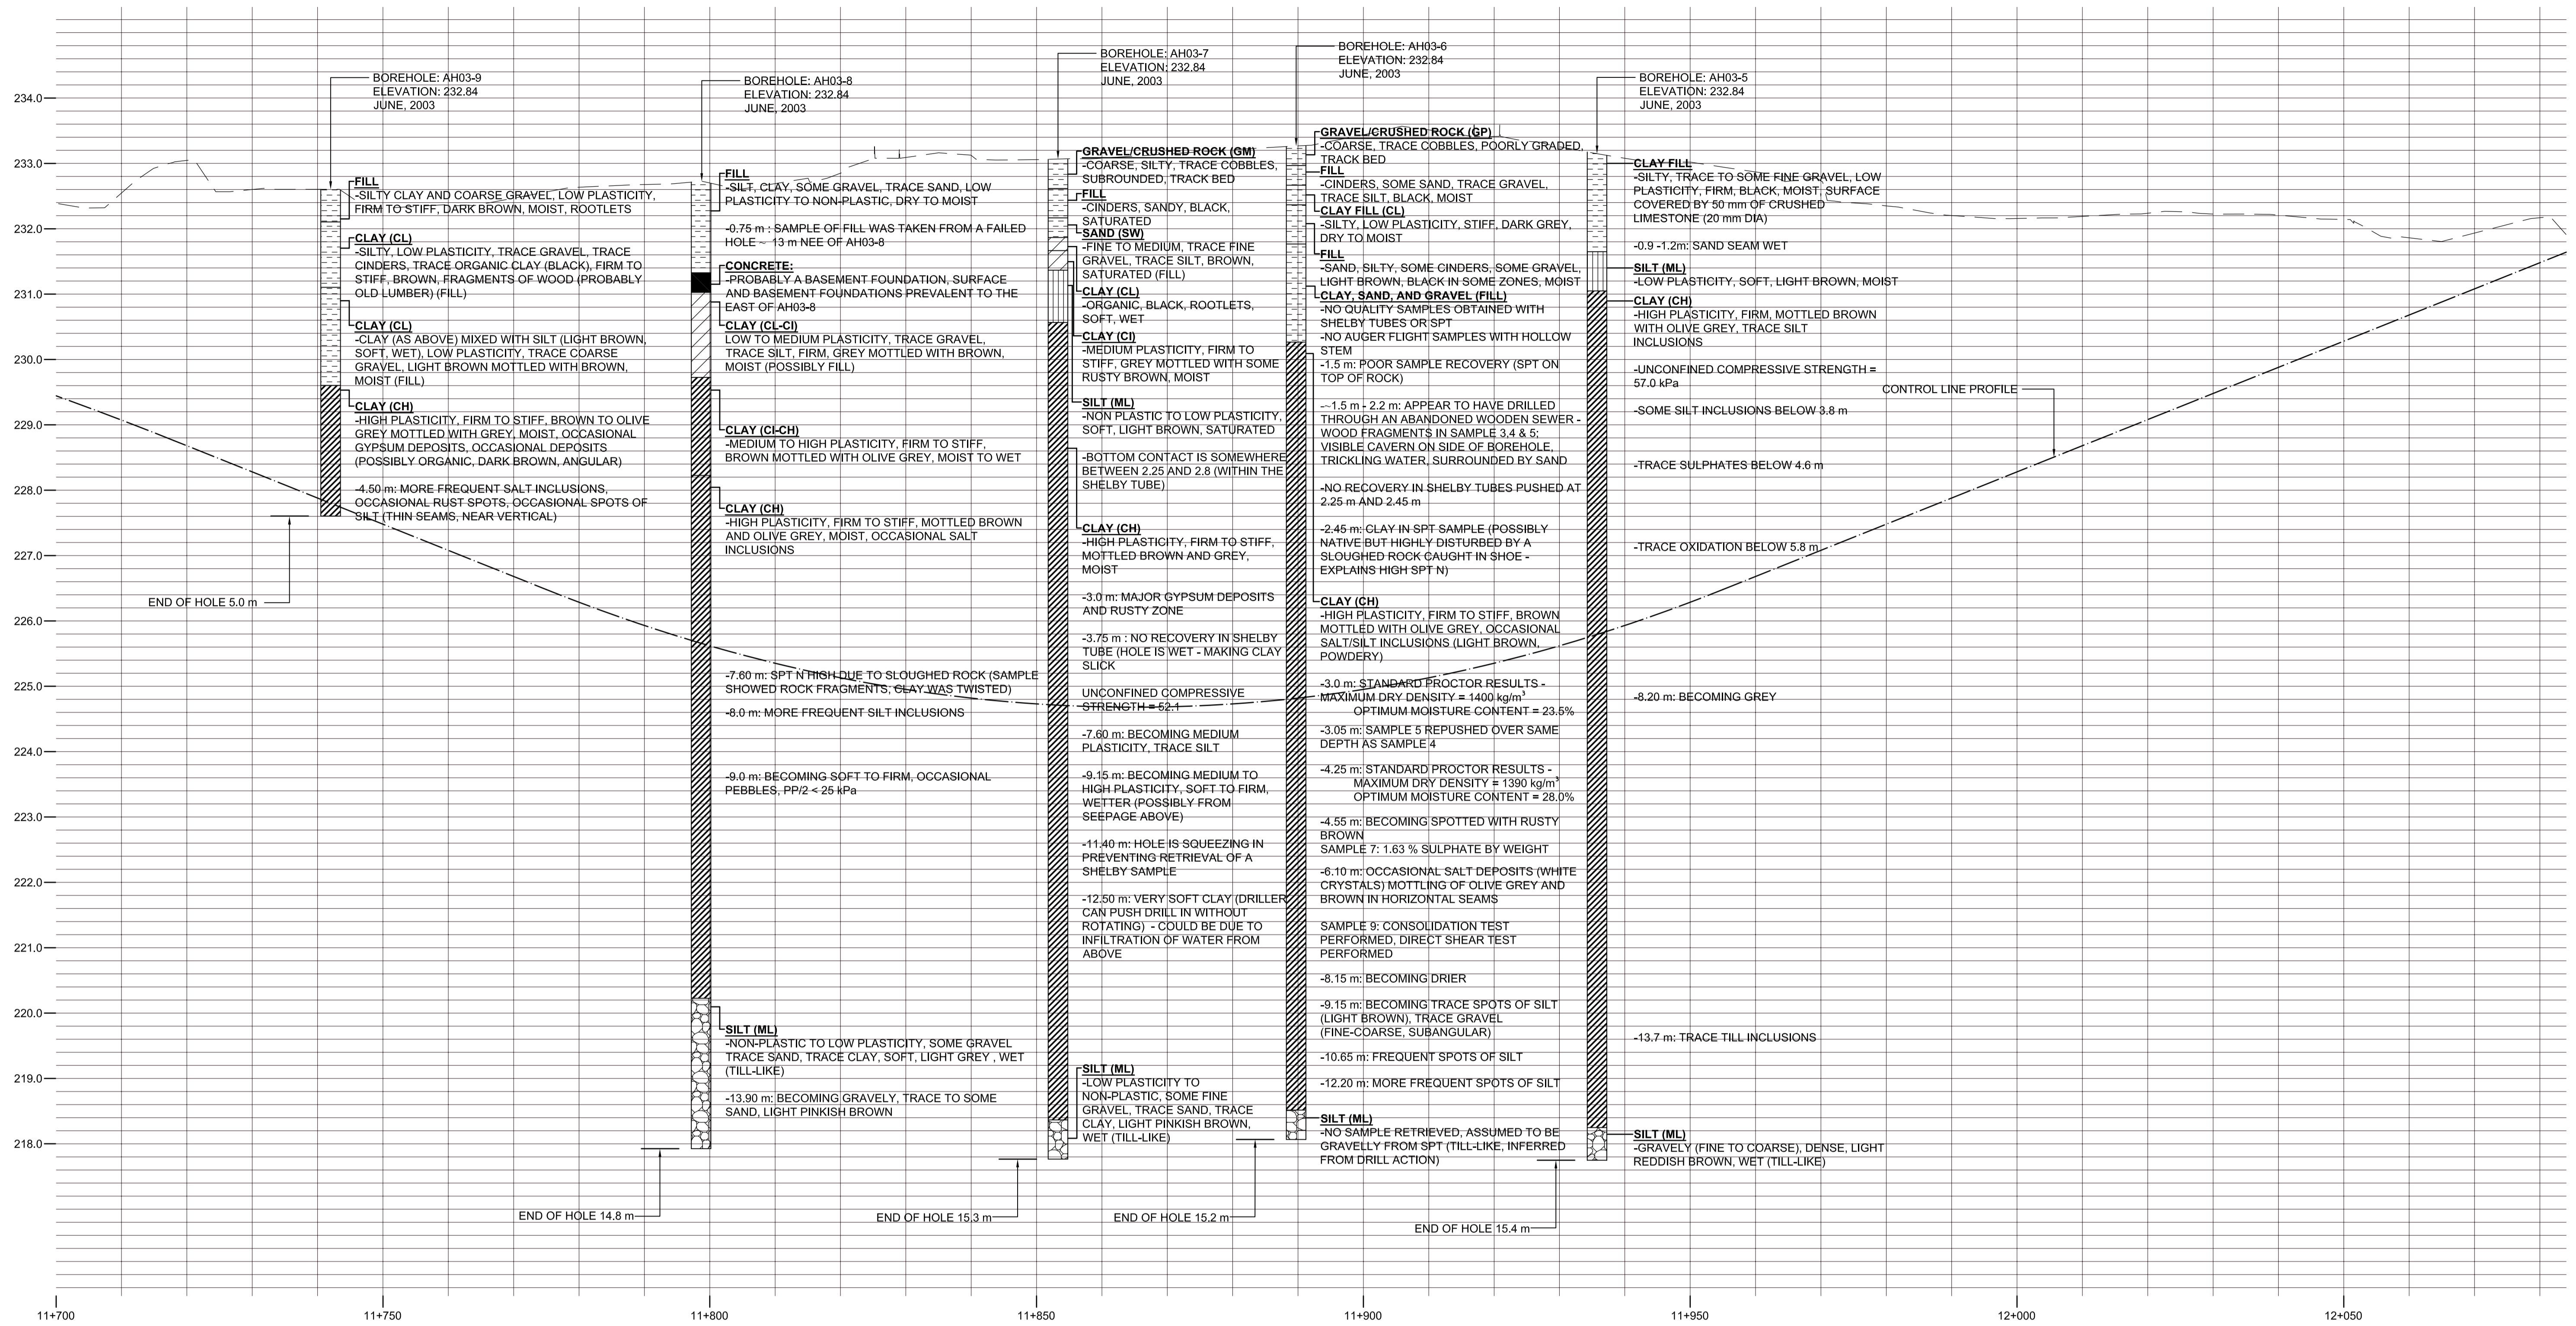 BOREHOLE: AH03-9
ELEVATION: 232.84
JUNE, 2003
BOREHOLE: AH03-8
ELEVATION: 232.84
JUNE, 2003
BOREHOLE: AH03-7
ELEVATION: 232.84
JUNE, 2003
BOREHOLE: AH03-6
ELEVATION: 232.84
JUNE, 2003
BOREHOLE: AH03-5
ELEVATION: 232.84
JUNE, 2003
234.0
233.0
232.0
231.0
230.0
229.0
228.0
227.0
226.0
225.0
224.0
223.0
222.0
221.0
220.0
219.0
218.0
FILL
-SILTY CLAY AND COARSE GRAVEL, LOW PLASTICITY,
FIRM TO STIFF, DARK BROWN, MOIST, ROOTLETS
CLAY (CL)
-SILTY, LOW PLASTICITY, TRACE GRAVEL, TRACE
CINDERS, TRACE ORGANIC CLAY (BLACK), FIRM TO
STIFF, BROWN, FRAGMENTS OF WOOD (PROBABLY
OLD LUMBER) (FILL)
CLAY (CL)
-CLAY (AS ABOVE) MIXED WITH SILT (LIGHT BROWN,
SOFT, WET), LOW PLASTICITY, TRACE COARSE
GRAVEL, LIGHT BROWN MOTTLED WITH BROWN,
MOIST (FILL)
CLAY (CH)
-HIGH PLASTICITY, FIRM TO STIFF, BROWN TO OLIVE
GREY MOTTLED WITH GREY, MOIST, OCCASIONAL
GYPSUM DEPOSITS, OCCASIONAL DEPOSITS
(POSSIBLY ORGANIC, DARK BROWN, ANGULAR)
-4.50 m: MORE FREQUENT SALT INCLUSIONS,
OCCASIONAL RUST SPOTS, OCCASIONAL SPOTS OF
SILT (THIN SEAMS, NEAR VERTICAL)
END OF HOLE 5.0 m
FILL
-SILT, CLAY, SOME GRAVEL, TRACE SAND, LOW
PLASTICITY TO NON-PLASTIC, DRY TO MOIST
-0.75 m : SAMPLE OF FILL WAS TAKEN FROM A FAILED
HOLE ~ 13 m NEE OF AH03-8
CONCRETE:
-PROBABLY A BASEMENT FOUNDATION, SURFACE
AND BASEMENT FOUNDATIONS PREVALENT TO THE
EAST OF AH03-8
CLAY (CL-CI)
LOW TO MEDIUM PLASTICITY, TRACE GRAVEL,
TRACE SILT, FIRM, GREY MOTTLED WITH BROWN,
MOIST (POSSIBLY FILL)
CLAY (CI-CH)
-MEDIUM TO HIGH PLASTICITY, FIRM TO STIFF,
BROWN MOTTLED WITH OLIVE GREY, MOIST TO WET
CLAY (CH)
-HIGH PLASTICITY, FIRM TO STIFF, MOTTLED BROWN
AND OLIVE GREY, MOIST, OCCASIONAL SALT
INCLUSIONS
-7.60 m: SPT N HIGH DUE TO SLOUGHED ROCK (SAMPLE
SHOWED ROCK FRAGMENTS, CLAY WAS TWISTED)
-8.0 m: MORE FREQUENT SILT INCLUSIONS
-9.0 m: BECOMING SOFT TO FIRM, OCCASIONAL
PEBBLES, PP/2 < 25 kPa
SILT (ML)
-NON-PLASTIC TO LOW PLASTICITY, SOME GRAVEL
TRACE SAND, TRACE CLAY, SOFT, LIGHT GREY , WET
(TILL-LIKE)
-13.90 m: BECOMING GRAVELY, TRACE TO SOME
SAND, LIGHT PINKISH BROWN
END OF HOLE 14.8 m
GRAVEL/CRUSHED ROCK (GM)
-COARSE, SILTY, TRACE COBBLES,
SUBROUNDED, TRACK BED
FILL
-CINDERS, SANDY, BLACK,
SATURATED
SAND (SW)
-FINE TO MEDIUM, TRACE FINE
GRAVEL, TRACE SILT, BROWN,
SATURATED (FILL)
CLAY (CL)
-ORGANIC, BLACK, ROOTLETS,
SOFT, WET
CLAY (CI)
-MEDIUM PLASTICITY, FIRM TO
STIFF, GREY MOTTLED WITH SOME
RUSTY BROWN, MOIST
SILT (ML)
-NON PLASTIC TO LOW PLASTICITY,
SOFT, LIGHT BROWN, SATURATED
-BOTTOM CONTACT IS SOMEWHERE
BETWEEN 2.25 AND 2.8 (WITHIN THE
SHELBY TUBE)
CLAY (CH)
-HIGH PLASTICITY, FIRM TO STIFF,
MOTTLED BROWN AND GREY,
MOIST
-3.0 m: MAJOR GYPSUM DEPOSITS
AND RUSTY ZONE
-3.75 m : NO RECOVERY IN SHELBY
TUBE (HOLE IS WET - MAKING CLAY
SLICK
UNCONFINED COMPRESSIVE
STRENGTH = 52.1
-7.60 m: BECOMING MEDIUM
PLASTICITY, TRACE SILT
-9.15 m: BECOMING MEDIUM TO
HIGH PLASTICITY, SOFT TO FIRM,
WETTER (POSSIBLY FROM
SEEPAGE ABOVE)
-11.40 m: HOLE IS SQUEEZING IN
PREVENTING RETRIEVAL OF A
SHELBY SAMPLE
-12.50 m: VERY SOFT CLAY (DRILLER
CAN PUSH DRILL IN WITHOUT
ROTATING) - COULD BE DUE TO
INFILTRATION OF WATER FROM
ABOVE
SILT (ML)
-LOW PLASTICITY TO
NON-PLASTIC, SOME FINE
GRAVEL, TRACE SAND, TRACE
CLAY, LIGHT PINKISH BROWN,
WET (TILL-LIKE)
END OF HOLE 15.3 m
GRAVEL/CRUSHED ROCK (GP)
-COARSE, TRACE COBBLES, POORLY GRADED,
TRACK BED
FILL
-CINDERS, SOME SAND, TRACE GRAVEL,
TRACE SILT, BLACK, MOIST
CLAY FILL (CL)
-SILTY, LOW PLASTICITY, STIFF, DARK GREY,
DRY TO MOIST
FILL
-SAND, SILTY, SOME CINDERS, SOME GRAVEL,
LIGHT BROWN, BLACK IN SOME ZONES, MOIST
CLAY, SAND, AND GRAVEL (FILL)
-NO QUALITY SAMPLES OBTAINED WITH
SHELBY TUBES OR SPT
-NO AUGER FLIGHT SAMPLES WITH HOLLOW
STEM
-1.5 m: POOR SAMPLE RECOVERY (SPT ON
TOP OF ROCK)
-~1.5 m - 2.2 m: APPEAR TO HAVE DRILLED
THROUGH AN ABANDONED WOODEN SEWER -
WOOD FRAGMENTS IN SAMPLE 3,4 & 5;
VISIBLE CAVERN ON SIDE OF BOREHOLE,
TRICKLING WATER, SURROUNDED BY SAND
-NO RECOVERY IN SHELBY TUBES PUSHED AT
2.25 m AND 2.45 m
-2.45 m: CLAY IN SPT SAMPLE (POSSIBLY
NATIVE BUT HIGHLY DISTURBED BY A
SLOUGHED ROCK CAUGHT IN SHOE -
EXPLAINS HIGH SPT N)
CLAY (CH)
-HIGH PLASTICITY, FIRM TO STIFF, BROWN
MOTTLED WITH OLIVE GREY, OCCASIONAL
SALT/SILT INCLUSIONS (LIGHT BROWN,
POWDERY)
-3.0 m: STANDARD PROCTOR RESULTS -
MAXIMUM DRY DENSITY = 1400 kg/m³
OPTIMUM MOISTURE CONTENT = 23.5%
-3.05 m: SAMPLE 5 REPUSHED OVER SAME
DEPTH AS SAMPLE 4
-4.25 m: STANDARD PROCTOR RESULTS -
MAXIMUM DRY DENSITY = 1390 kg/m³
OPTIMUM MOISTURE CONTENT = 28.0%
-4.55 m: BECOMING SPOTTED WITH RUSTY
BROWN
SAMPLE 7: 1.63 % SULPHATE BY WEIGHT
-6.10 m: OCCASIONAL SALT DEPOSITS (WHITE
CRYSTALS) MOTTLING OF OLIVE GREY AND
BROWN IN HORIZONTAL SEAMS
SAMPLE 9: CONSOLIDATION TEST
PERFORMED, DIRECT SHEAR TEST
PERFORMED
-8.15 m: BECOMING DRIER
-9.15 m: BECOMING TRACE SPOTS OF SILT
(LIGHT BROWN), TRACE GRAVEL
(FINE-COARSE, SUBANGULAR)
-10.65 m: FREQUENT SPOTS OF SILT
-12.20 m: MORE FREQUENT SPOTS OF SILT
SILT (ML)
-NO SAMPLE RETRIEVED, ASSUMED TO BE
GRAVELLY FROM SPT (TILL-LIKE, INFERRED
FROM DRILL ACTION)
END OF HOLE 15.2 m
CLAY FILL
-SILTY, TRACE TO SOME FINE GRAVEL, LOW
PLASTICITY, FIRM, BLACK, MOIST, SURFACE
COVERED BY 50 mm OF CRUSHED
LIMESTONE (20 mm DIA)
-0.9 -1.2m: SAND SEAM WET
SILT (ML)
-LOW PLASTICITY, SOFT, LIGHT BROWN, MOIST
CLAY (CH)
-HIGH PLASTICITY, FIRM, MOTTLED BROWN
WITH OLIVE GREY, TRACE SILT
INCLUSIONS
-UNCONFINED COMPRESSIVE STRENGTH =
57.0 kPa
-SOME SILT INCLUSIONS BELOW 3.8 m
-TRACE SULPHATES BELOW 4.6 m
-TRACE OXIDATION BELOW 5.8 m
-8.20 m: BECOMING GREY
-13.7 m: TRACE TILL INCLUSIONS
SILT (ML)
-GRAVELY (FINE TO COARSE), DENSE, LIGHT
REDDISH BROWN, WET (TILL-LIKE)
END OF HOLE 15.4 m
CONTROL LINE PROFILE
11+700
11+750
11+800
11+850
11+900
11+950
12+000
12+050